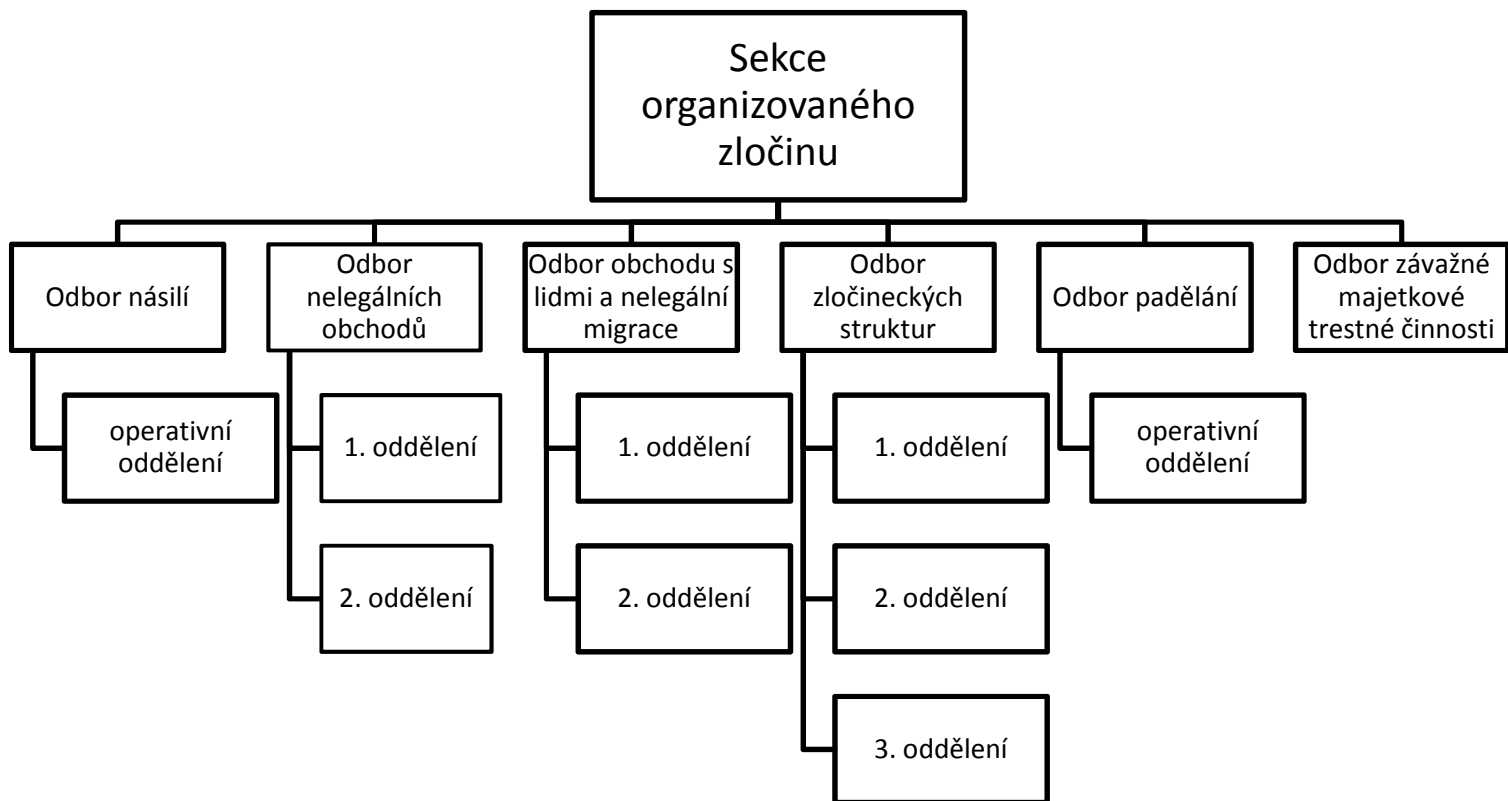 Sekce
organizovaného
zločinu
Odbor násilí
Odbor
nelegálních
obchodů
Odbor obchodu s
lidmi a nelegální
migrace
Odbor
zločineckých
struktur
Odbor padělání
Odbor závažné
majetkové
trestné činnosti
operativní
oddělení
1. oddělení
1. oddělení
1. oddělení
operativní
oddělení
2. oddělení
2. oddělení
2. oddělení
3. oddělení